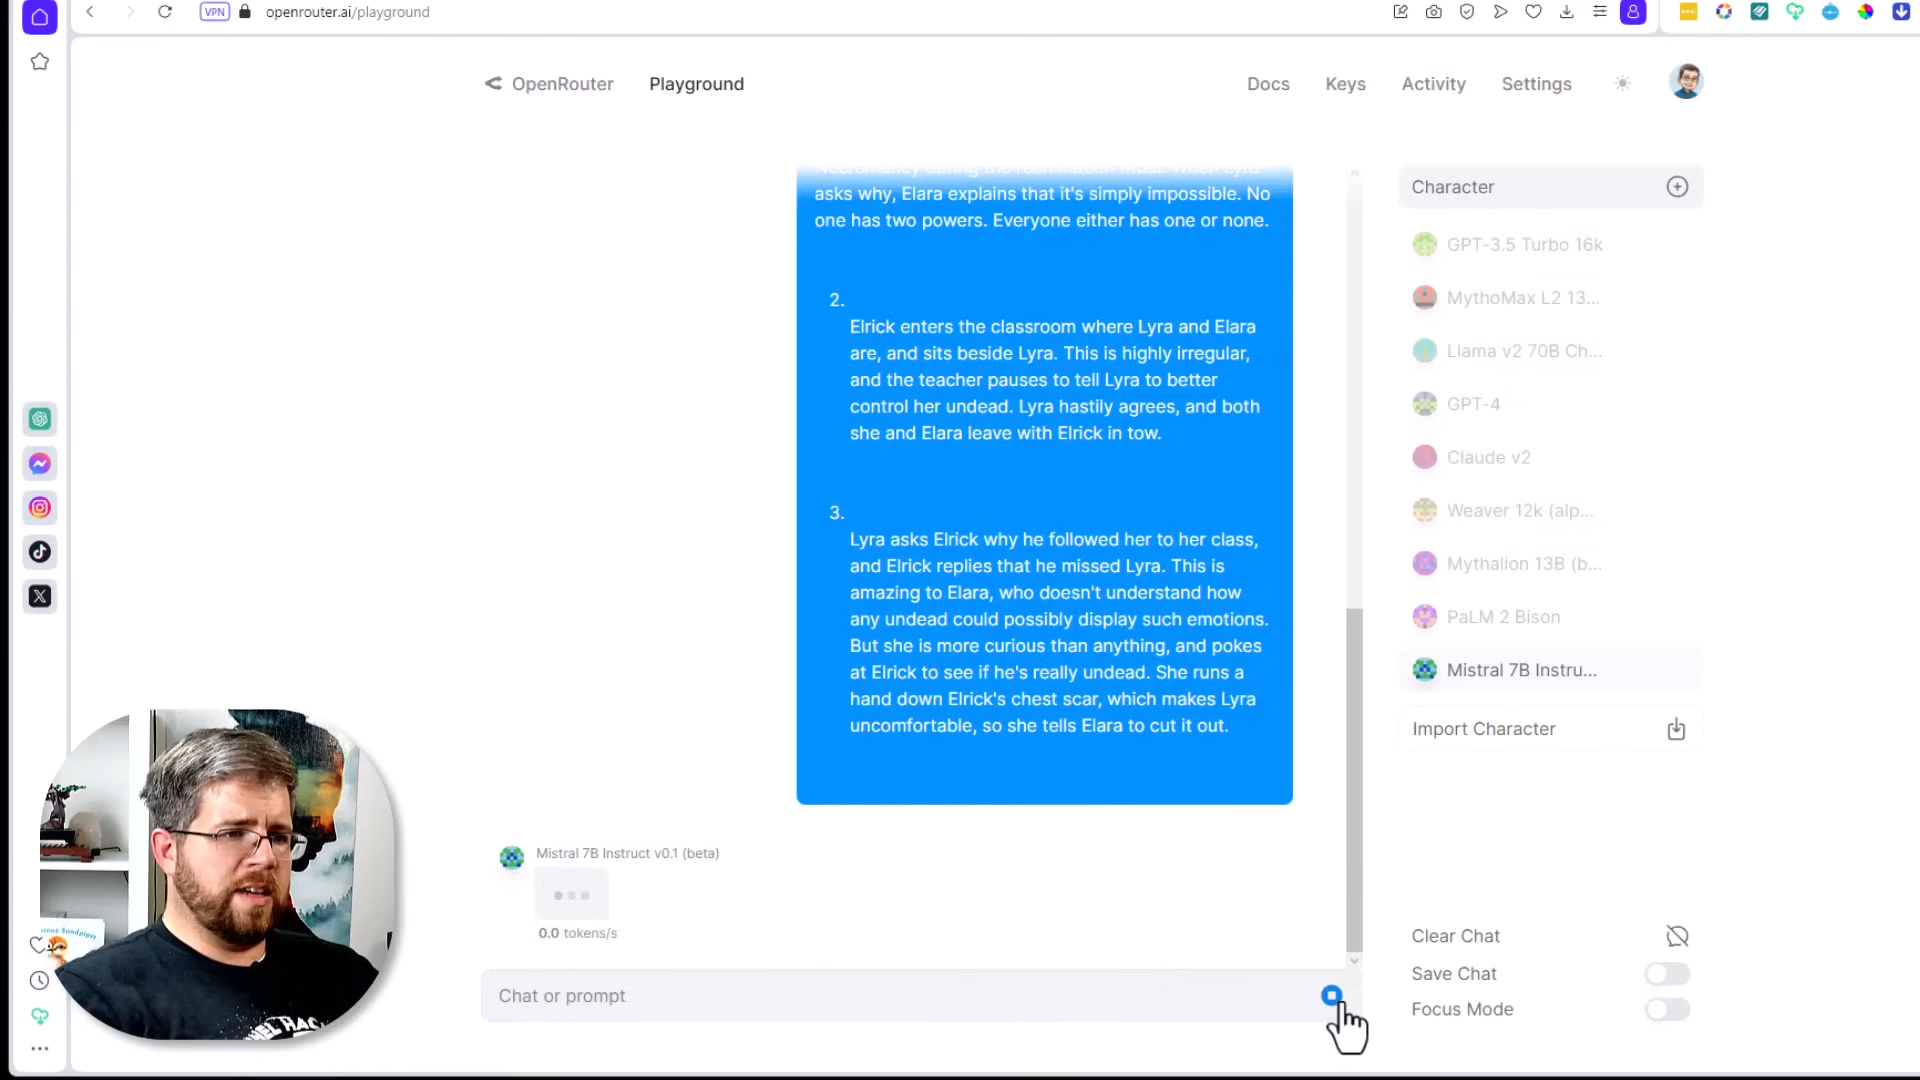 VPN
openrouter.ai/playground
OpenRouter
Playground
Docs
Keys
Activity
Settings
Necromancy during the reanimation ritual. When Lyra
asks why, Elara explains that it's simply impossible. No
one has two powers. Everyone either has one or none.
2.
Elrick enters the classroom where Lyra and Elara
are, and sits beside Lyra. This is highly irregular,
and the teacher pauses to tell Lyra to better
control her undead. Lyra hastily agrees, and both
she and Elara leave with Elrick in tow.
3.
Lyra asks Elrick why he followed her to her class,
and Elrick replies that he missed Lyra. This is
amazing to Elara, who doesn't understand how
any undead could possibly display such emotions.
But she is more curious than anything, and pokes
at Elrick to see if he's really undead. She runs a
hand down Elrick's chest scar, which makes Lyra
uncomfortable, so she tells Elara to cut it out.
Mistral 7B Instruct v0.1 (beta)
0.0 tokens/s
Chat or prompt
Character
GPT-3.5 Turbo 16k
MythoMax L2 13...
Llama v2 70B Ch...
GPT-4
Claude v2
Weaver 12k (alp...
Mythalion 13B (b...
PaLM 2 Bison
Mistral 7B Instru...
Import Character
Clear Chat
Save Chat
Focus Mode
Sandpiper